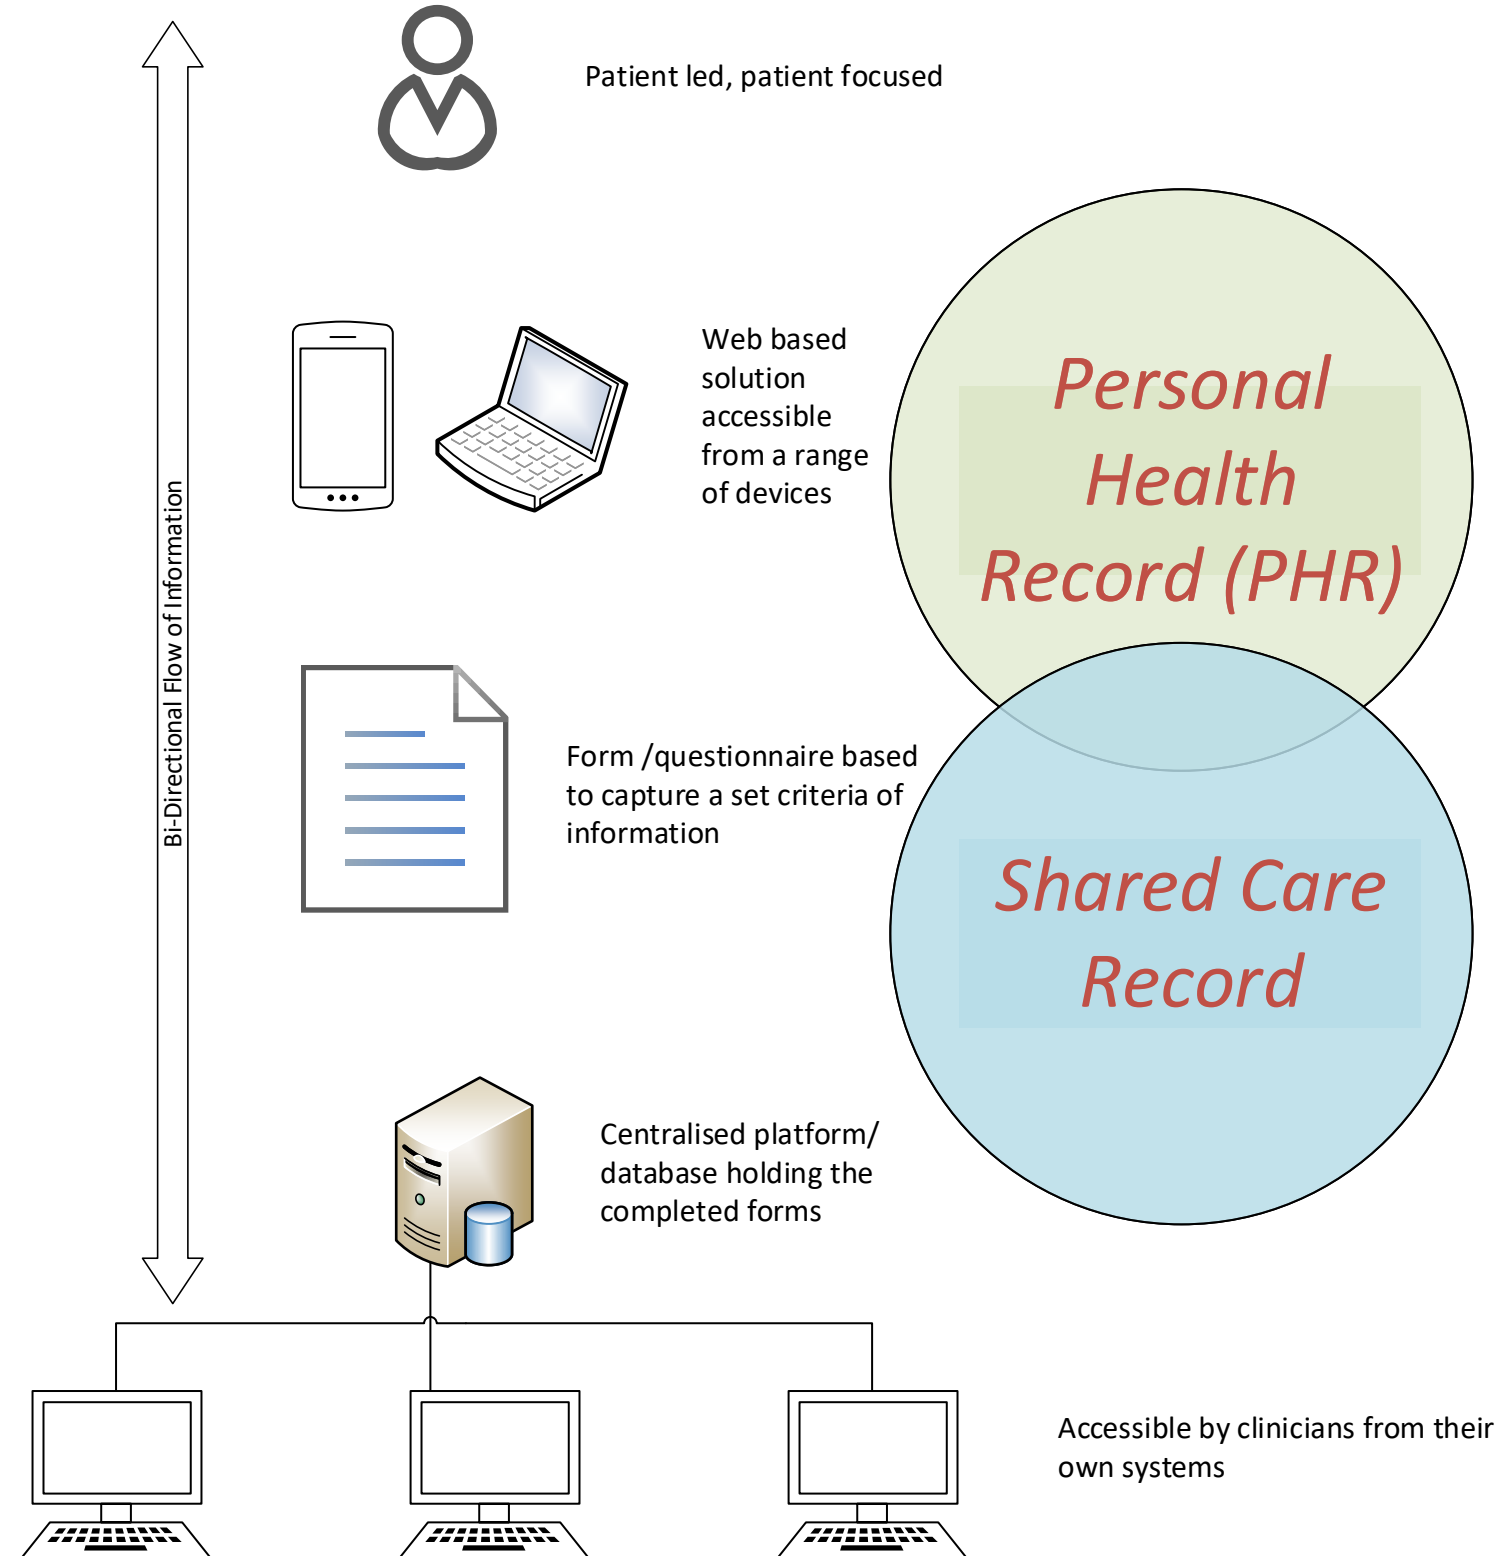 Patient led, patient focused
Web based
solution
accessible
from a range
of devices
Personal
Health
Record (PHR)
Bi-Directional Flow of Information
Form /questionnaire based
to capture a set criteria of
information
Shared Care
Record
Centralised platform/
database holding the
completed forms
Accessible by clinicians from their
own systems